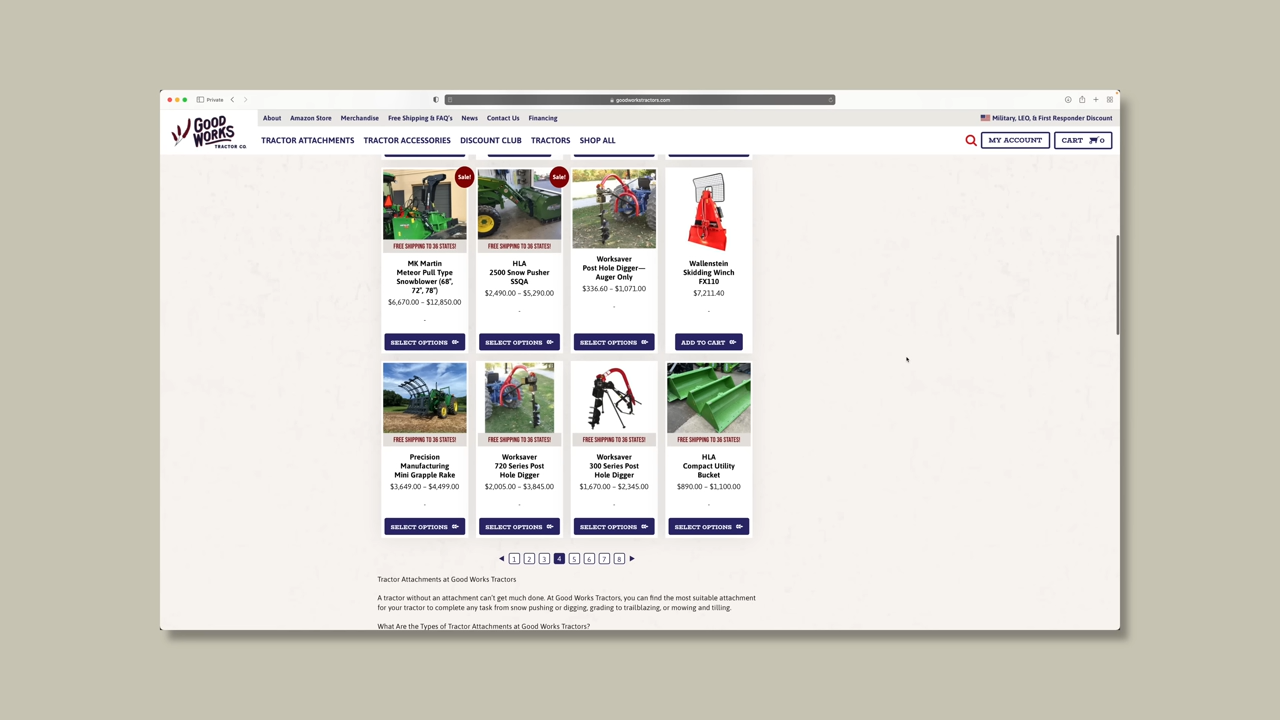 Private
goodworkstractors.com
GOOD
WORKS
TRACTOR CO.
About Amazon Store Merchandise Free Shipping & FAQ's News Contact Us Financing
Military, LEO, & First Responder Discount
TRACTOR ATTACHMENTS TRACTOR ACCESSORIES DISCOUNT CLUB TRACTORS SHOP ALL
MY ACCOUNT
CART 0
Sale!
FREE SHIPPING TO 36 STATES!
MK Martin
Meteor Pull Type
Snowblower (68",
72", 78")
$6,670.00 – $12,850.00
-
SELECT OPTIONS
Sale!
FREE SHIPPING TO 36 STATES!
HLA
2500 Snow Pusher
SSQA
$2,490.00 – $5,290.00
-
SELECT OPTIONS
Worksaver
Post Hole Digger—
Auger Only
$336.60 – $1,071.00
-
SELECT OPTIONS
Wallenstein
Skidding Winch
FX110
$7,211.40
-
ADD TO CART
FREE SHIPPING TO 36 STATES!
Precision
Manufacturing
Mini Grapple Rake
$3,649.00 – $4,499.00
-
SELECT OPTIONS
FREE SHIPPING TO 36 STATES!
Worksaver
720 Series Post
Hole Digger
$2,005.00 – $3,845.00
-
SELECT OPTIONS
FREE SHIPPING TO 36 STATES!
Worksaver
300 Series Post
Hole Digger
$1,670.00 – $2,345.00
-
SELECT OPTIONS
FREE SHIPPING TO 36 STATES!
HLA
Compact Utility
Bucket
$890.00 – $1,100.00
-
SELECT OPTIONS
1 2 3 4 5 6 7 8
Tractor Attachments at Good Works Tractors
A tractor without an attachment can't get much done. At Good Works Tractors, you can find the most suitable attachment
for your tractor to complete any task from snow pushing or digging, grading to trailblazing, or mowing and tilling.
What Are the Types of Tractor Attachments at Good Works Tractors?